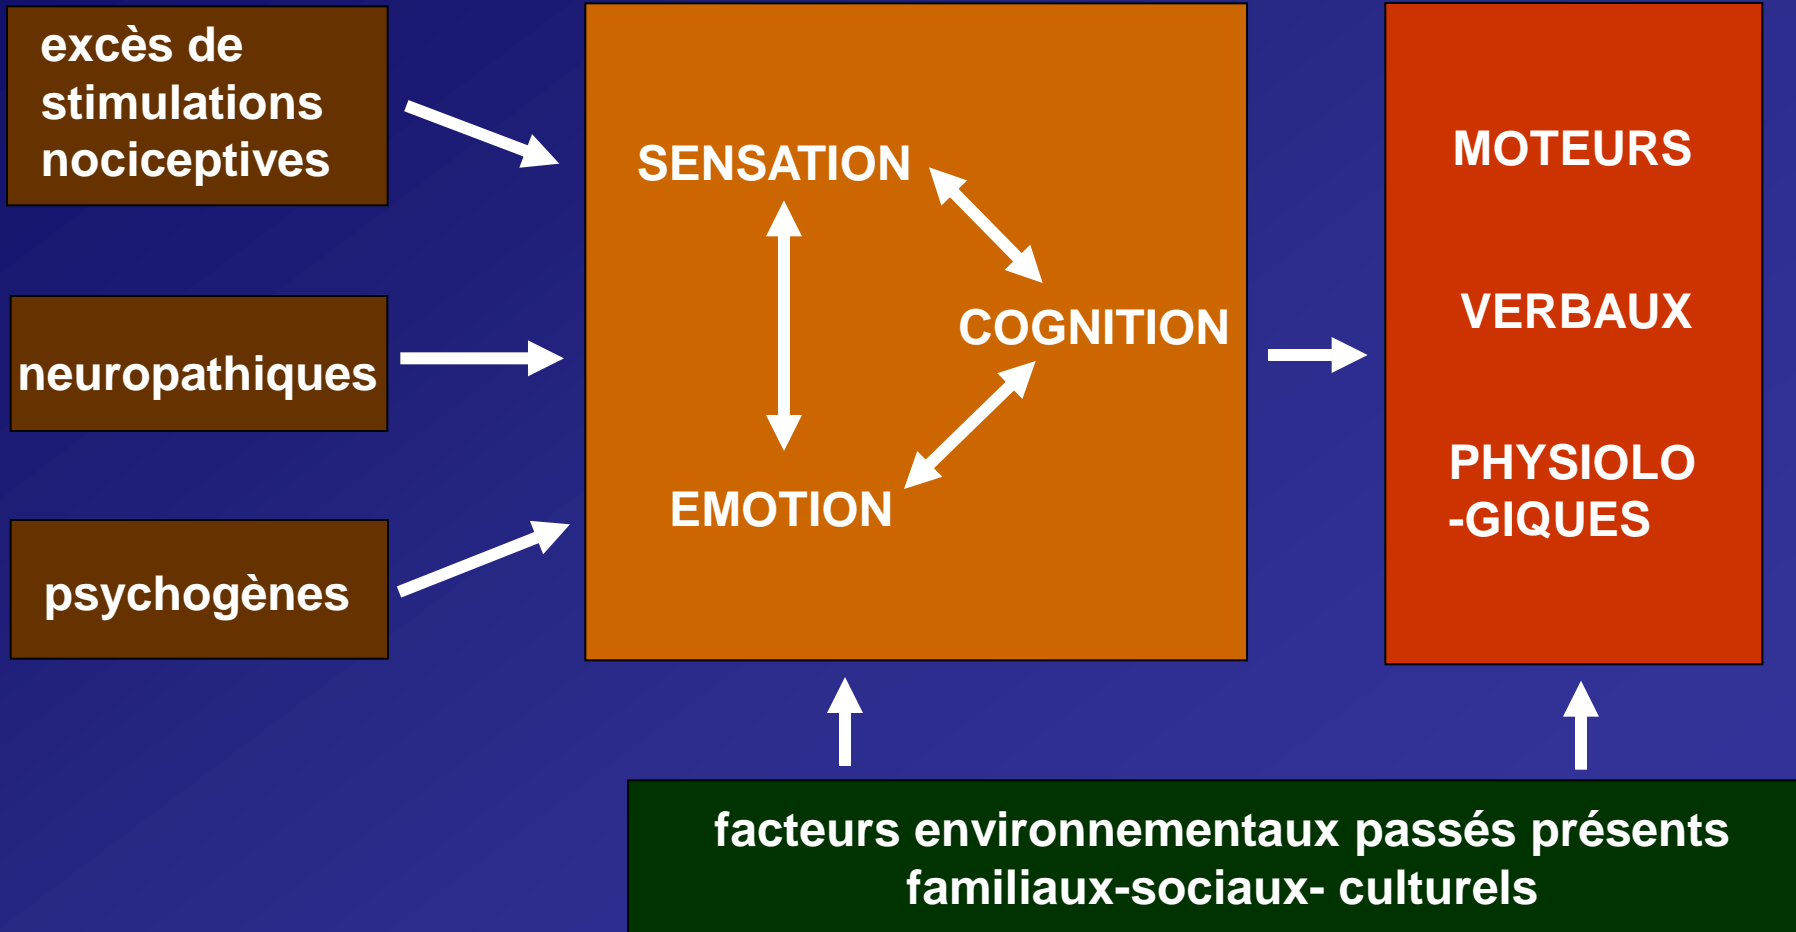 excès de
stimulations
nociceptives
neuropathiques
psychogènes
SENSATION
COGNITION
EMOTION
MOTEURS
VERBAUX
PHYSIOLO
-GIQUES
facteurs environnementaux passés présents
familiaux-sociaux- culturels